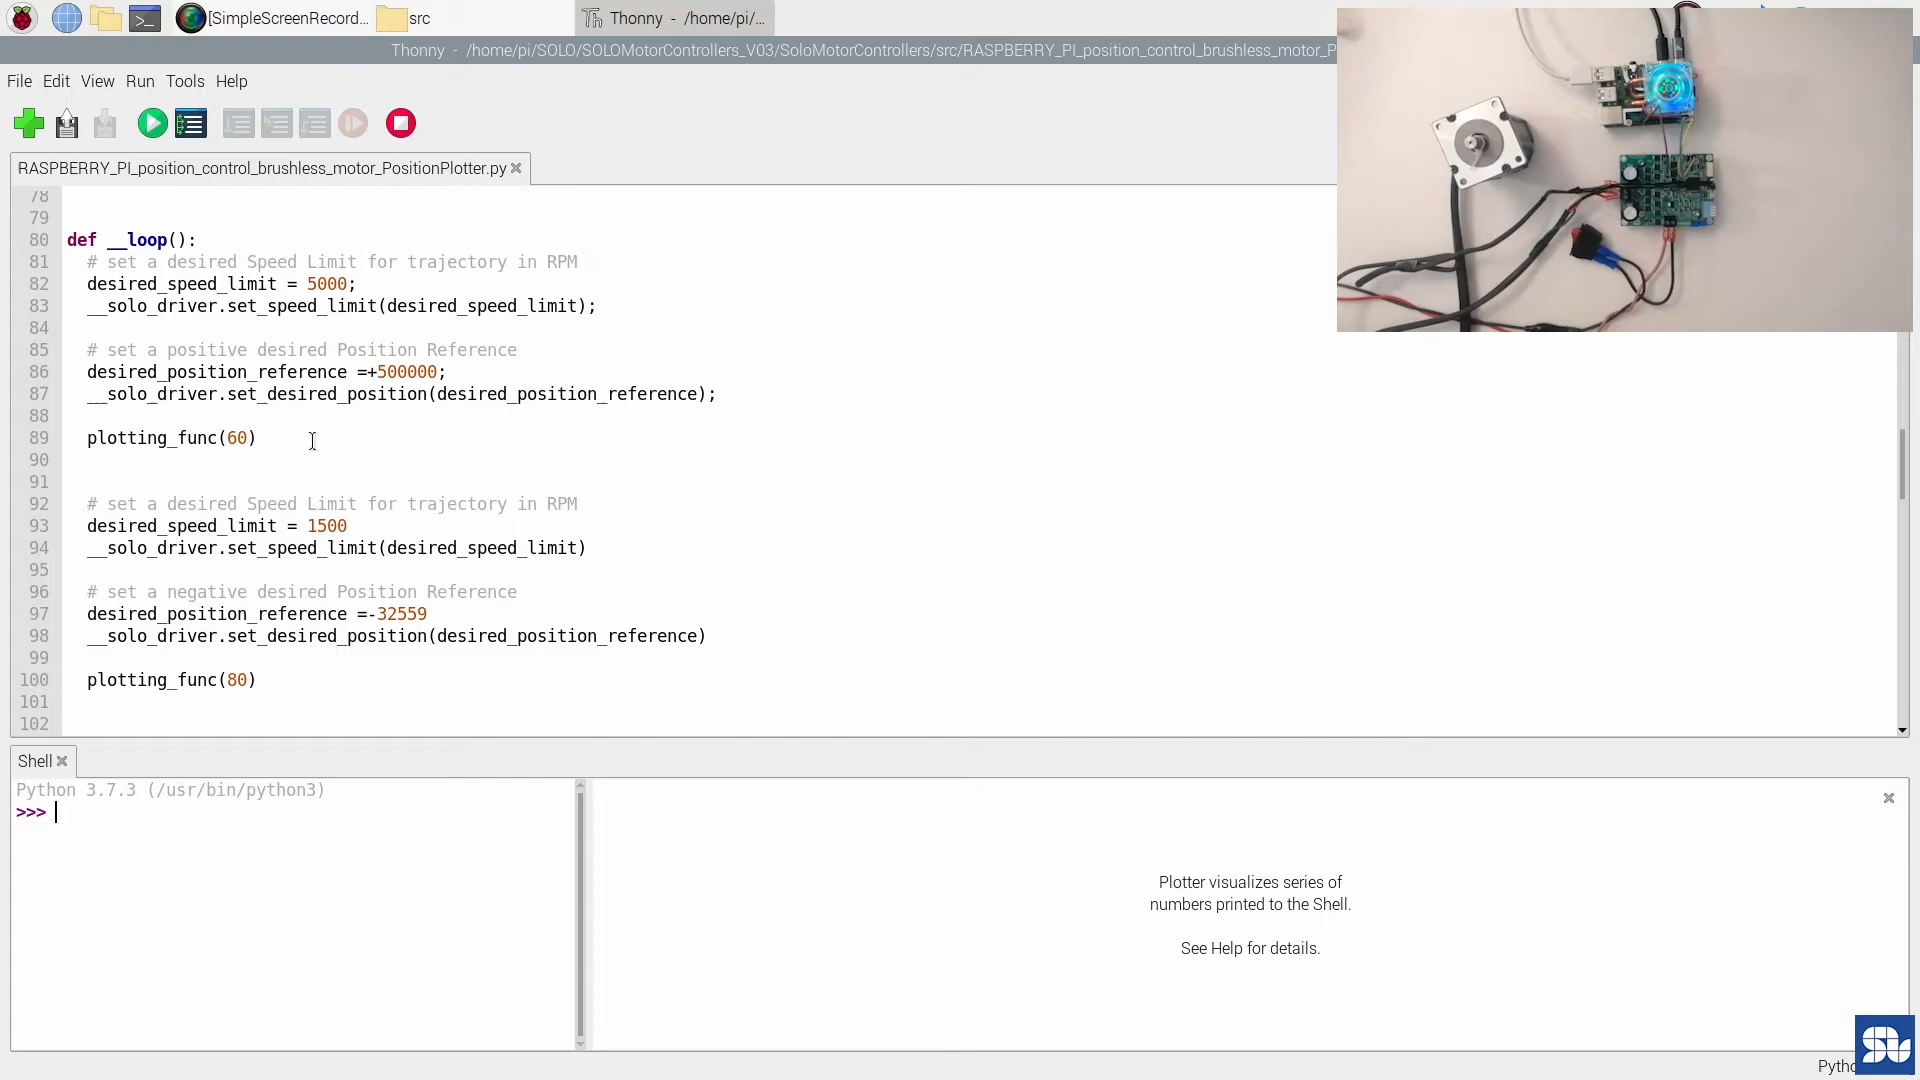 [SimpleScreenRecord...
src
Thonny - /home/pi/...
Thonny - /home/pi/SOLO/SOLOMotorControllers_V03/SoloMotorControllers/src/RASPBERRY_PI_position_control_brushless_motor_P
File Edit View Run Tools Help
RASPBERRY_PI_position_control_brushless_motor_PositionPlotter.py
78
79
80 def __loop():
81 # set a desired Speed Limit for trajectory in RPM
82 desired_speed_limit = 5000;
83 __solo_driver.set_speed_limit(desired_speed_limit);
84
85 # set a positive desired Position Reference
86 desired_position_reference =+500000;
87 __solo_driver.set_desired_position(desired_position_reference);
88
89 plotting_func(60)
90
91
92 # set a desired Speed Limit for trajectory in RPM
93 desired_speed_limit = 1500
94 __solo_driver.set_speed_limit(desired_speed_limit)
95
96 # set a negative desired Position Reference
97 desired_position_reference =-32559
98 __solo_driver.set_desired_position(desired_position_reference)
99
100 plotting_func(80)
101
102
Shell
Python 3.7.3 (/usr/bin/python3)
>>>
Plotter visualizes series of
numbers printed to the Shell.
See Help for details.
Pytho